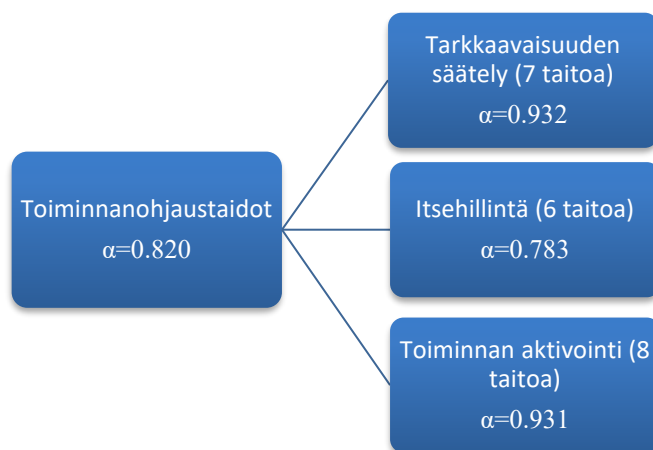 Toiminnanohjaustaidot
α=0.820
Tarkkaavaisuuden
säätely (7 taitoa)
α=0.932
Itsehillintä (6 taitoa)
α=0.783
Toiminnan aktivointi (8
taitoa)
α=0.931